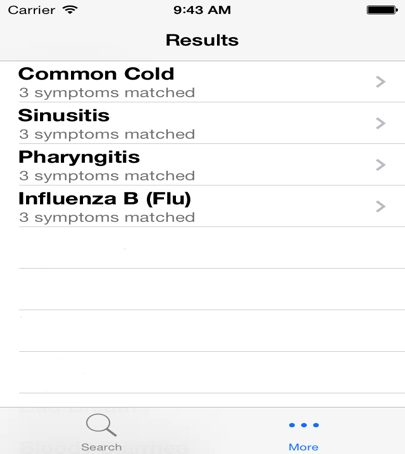 Carrier 9:43 AM
Results
Common Cold
3 symptoms matched
Sinusitis
3 symptoms matched
Pharyngitis
3 symptoms matched
Influenza B (Flu)
3 symptoms matched
Search More